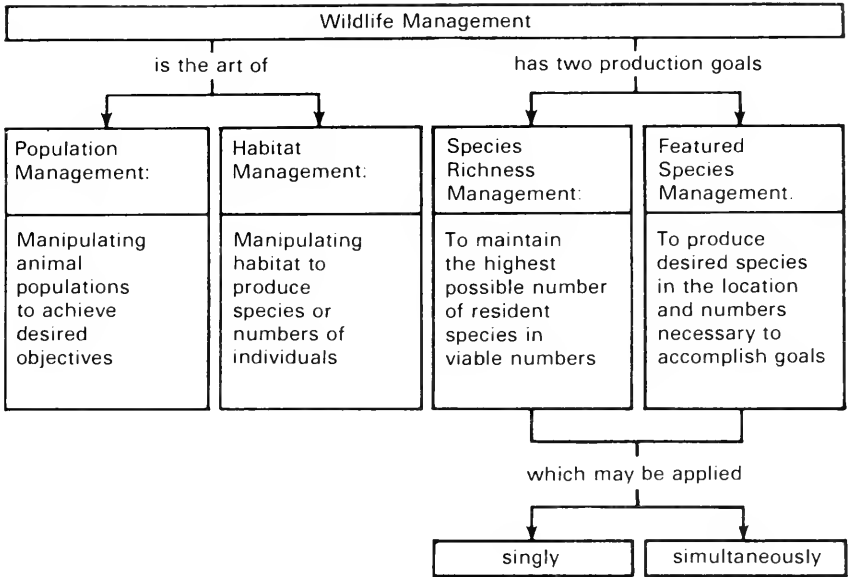 Wildlife Management
is the art of
has two production goals
Population
Management:
Habitat
Management:
Species
Richness
Management:
Featured
Species
Management.
Manipulating
animal
populations
to achieve
desired
objectives
Manipulating
habitat to
produce
species or
numbers of
individuals
To maintain
the highest
possible number
of resident
species in
viable numbers
To produce
desired species
in the location
and numbers
necessary to
accomplish goals
which may be applied
singly
simultaneously